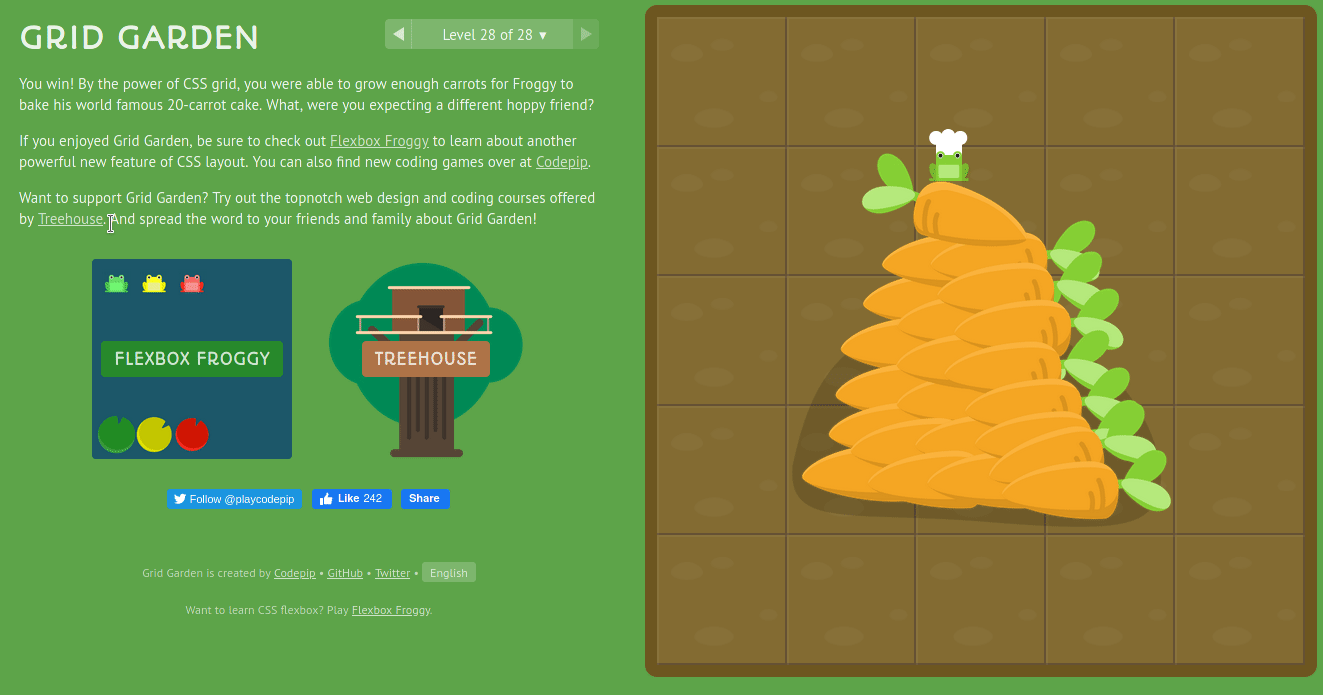 GRID GARDEN
Level 28 of 28 ▼
You win! By the power of CSS grid, you were able to grow enough carrots for Froggy to
bake his world famous 20-carrot cake. What, were you expecting a different hoppy friend?
If you enjoyed Grid Garden, be sure to check out Flexbox Froggy to learn about another
powerful new feature of CSS layout. You can also find new coding games over at Codepip.
Want to support Grid Garden? Try out the topnotch web design and coding courses offered
by Treehouse. And spread the word to your friends and family about Grid Garden!
FLEXBOX FROGGY
TREEHOUSE
Follow @playcodepip
Like 242
Share
Grid Garden is created by Codepip • GitHub • Twitter • English
Want to learn CSS flexbox? Play Flexbox Froggy.